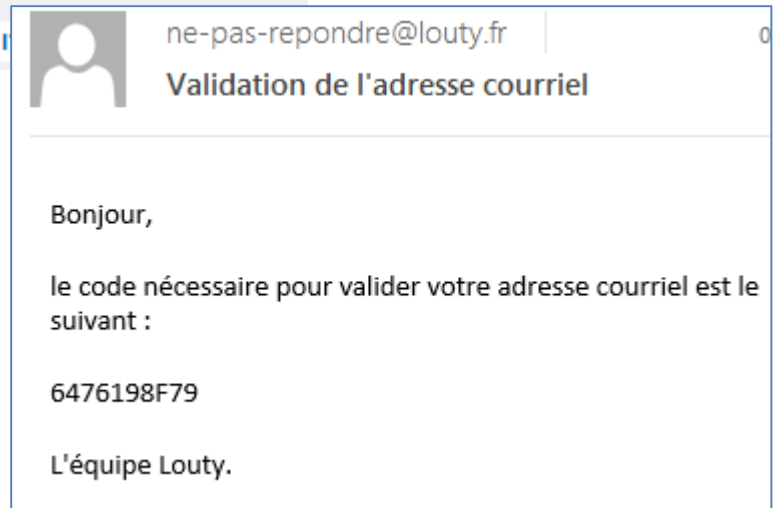 ne-pas-repondre@louty.fr
Validation de l'adresse courriel
Bonjour,
le code nécessaire pour valider votre adresse courriel est le
suivant :
6476198F79
L'équipe Louty.